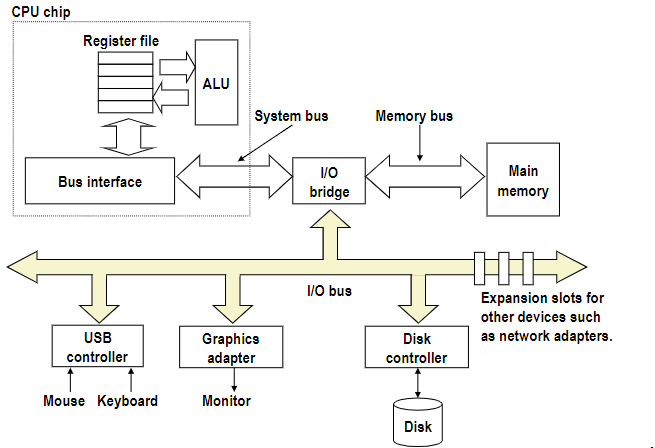 CPU chip
Register file
ALU
System bus
Memory bus
Bus interface
I/O
bridge
Main
memory
I/O bus
Expansion slots for
other devices such
as network adapters.
USB
controller
Graphics
adapter
Disk
controller
Mouse
Keyboard
Monitor
Disk